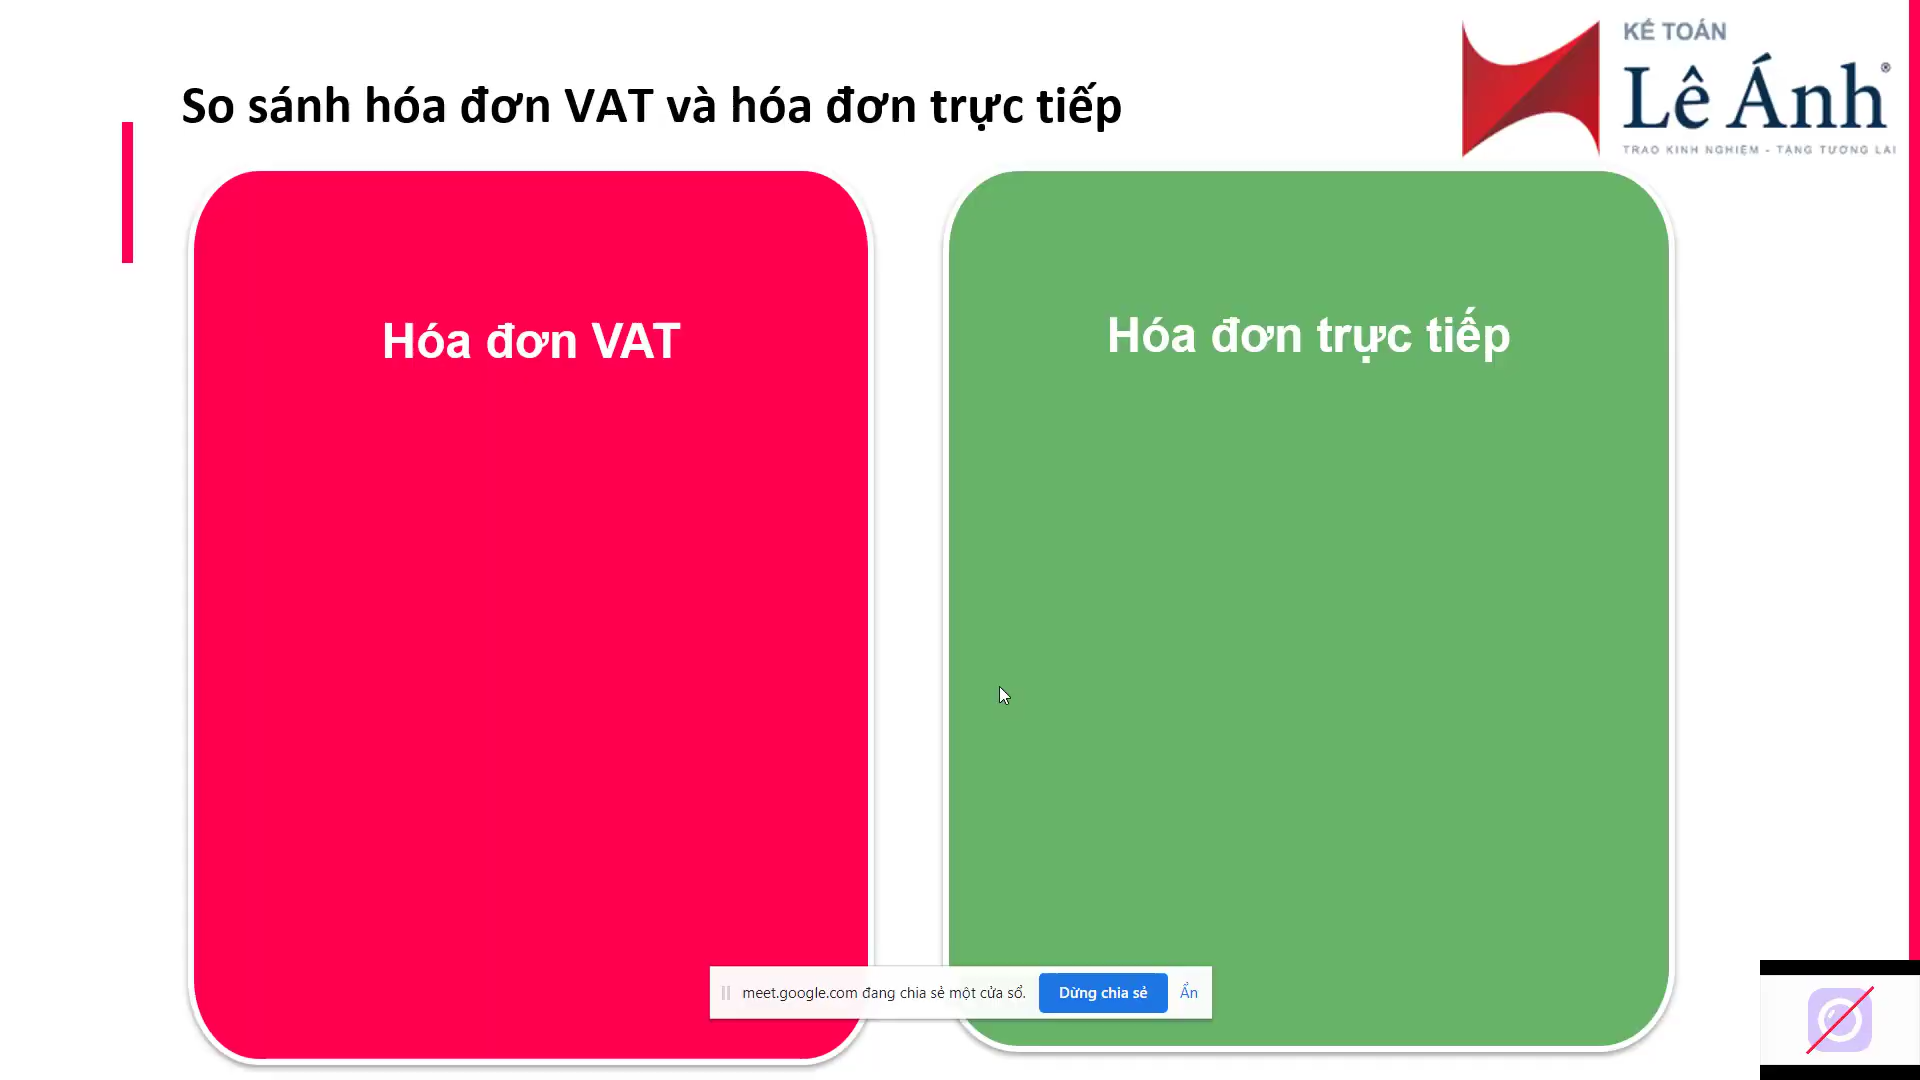 KẾ TOÁN
Lê Ánh®
TRAO KINH NGHIỆM - TẶNG TƯƠNG LAI
So sánh hóa đơn VAT và hóa đơn trực tiếp
Hóa đơn VAT
Hóa đơn trực tiếp
meet.google.com đang chia sẻ một cửa sổ.
Dừng chia sẻ
Ẩn